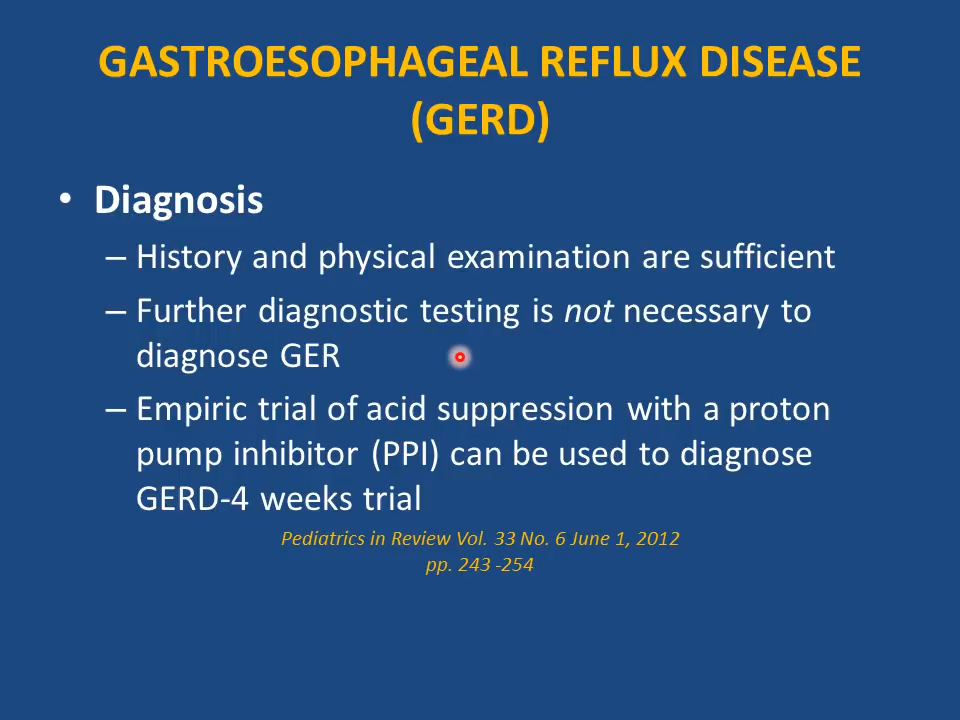 GASTROESOPHAGEAL REFLUX DISEASE
(GERD)
• Diagnosis
– History and physical examination are sufficient
– Further diagnostic testing is not necessary to
diagnose GER
– Empiric trial of acid suppression with a proton
pump inhibitor (PPI) can be used to diagnose
GERD-4 weeks trial
Pediatrics in Review Vol. 33 No. 6 June 1, 2012
pp. 243 -254